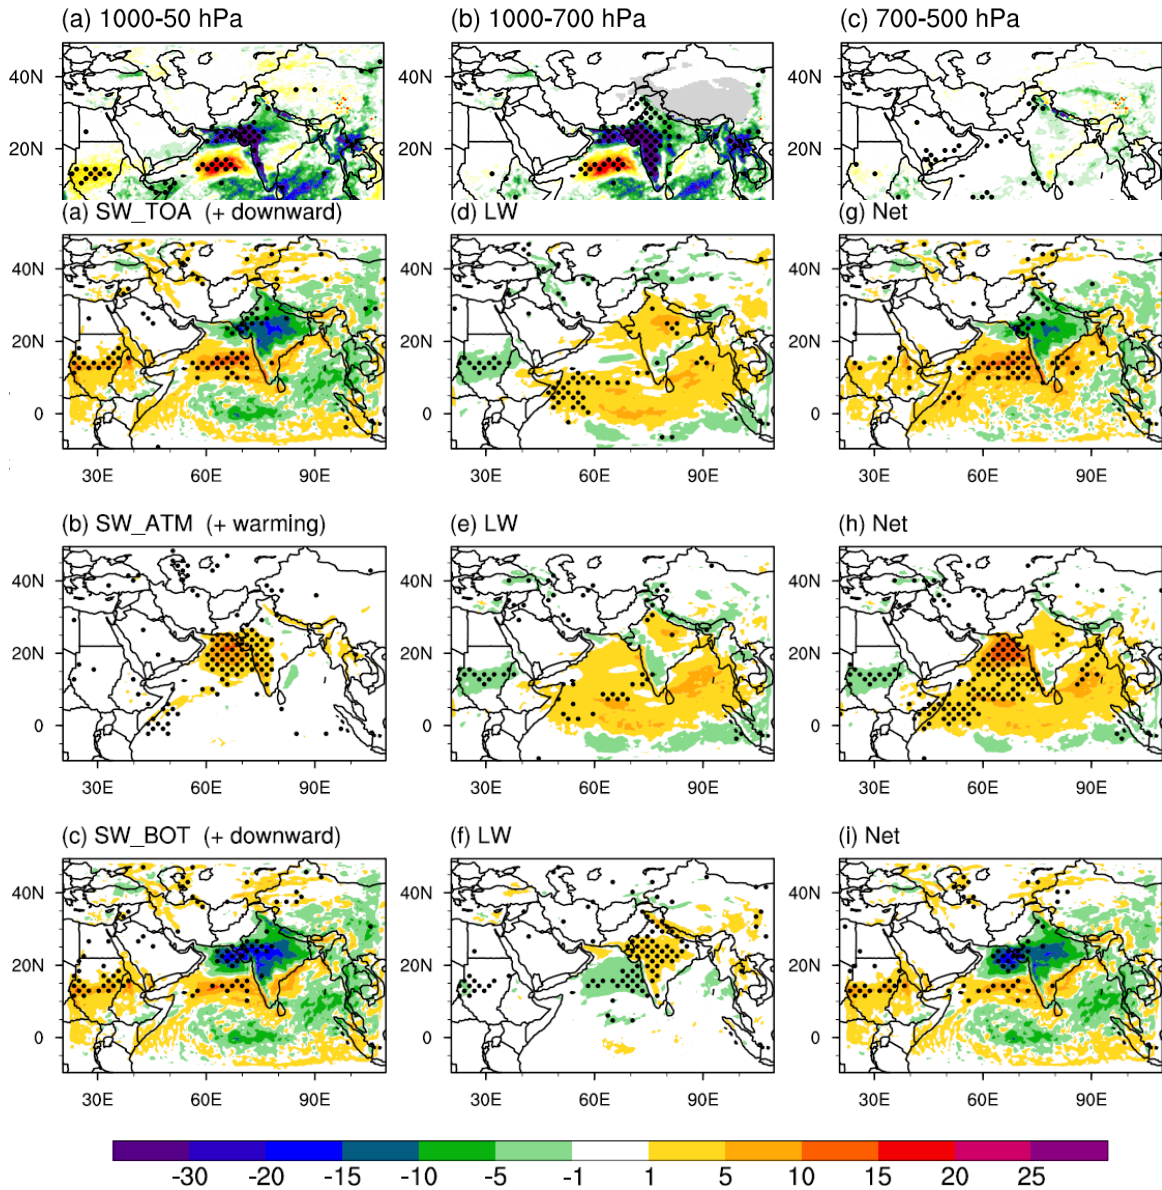 (a) 1000-50 hPa (b) 1000-700 hPa (c) 700-500 hPa
40N 40N 40N
20N 20N 20N
(a) SW_TOA (+ downward) (d) LW (g) Net
40N 40N 40N
20N 20N 20N
0 0 0
30E 60E 90E 30E 60E 90E 30E 60E 90E
(b) SW_ATM (+ warming) (e) LW (h) Net
40N 40N 40N
20N 20N 20N
0 0 0
30E 60E 90E 30E 60E 90E 30E 60E 90E
(c) SW_BOT (+ downward) (f) LW (i) Net
40N 40N 40N
20N 20N 20N
0 0 0
30E 60E 90E 30E 60E 90E 30E 60E 90E
-30 -20 -15 -10 -5 -1 1 5 10 15 20 25